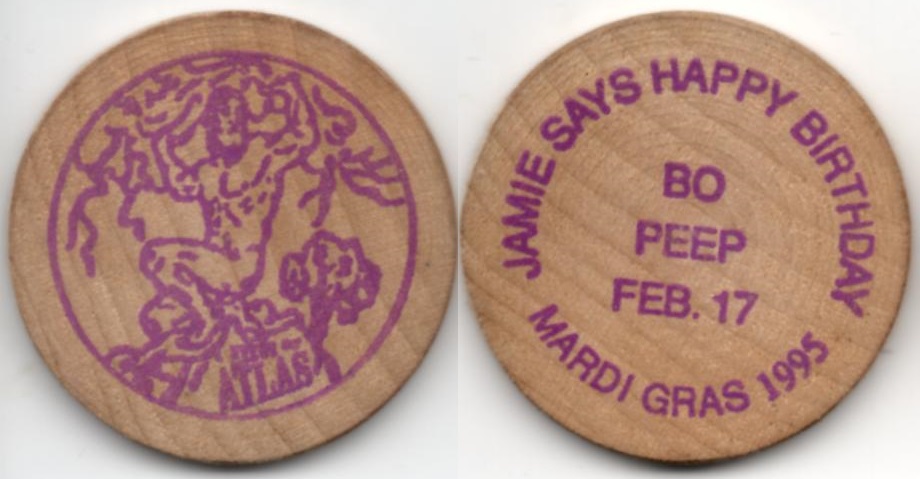 ATLAS
JAMIE SAYS HAPPY BIRTHDAY
BO
PEEP
FEB. 17
MARDI GRAS 1995